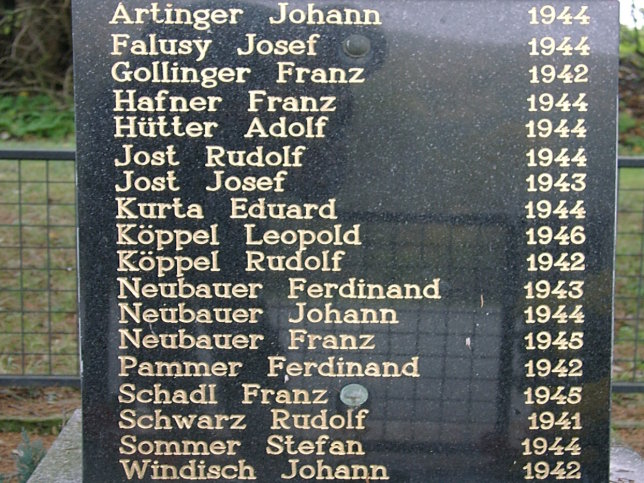 Artinger Johann 1944
Falusy Josef 1944
Gollinger Franz 1942
Hafner Franz 1944
Hütter Adolf 1944
Jost Rudolf 1944
Jost Josef 1943
Kurta Eduard 1944
Köppel Leopold 1946
Köppel Rudolf 1942
Neubauer Ferdinand 1943
Neubauer Johann 1944
Neubauer Franz 1945
Pammer Ferdinand 1942
Schadl Franz 1945
Schwarz Rudolf 1941
Sommer Stefan 1944
Windisch Johann 1942